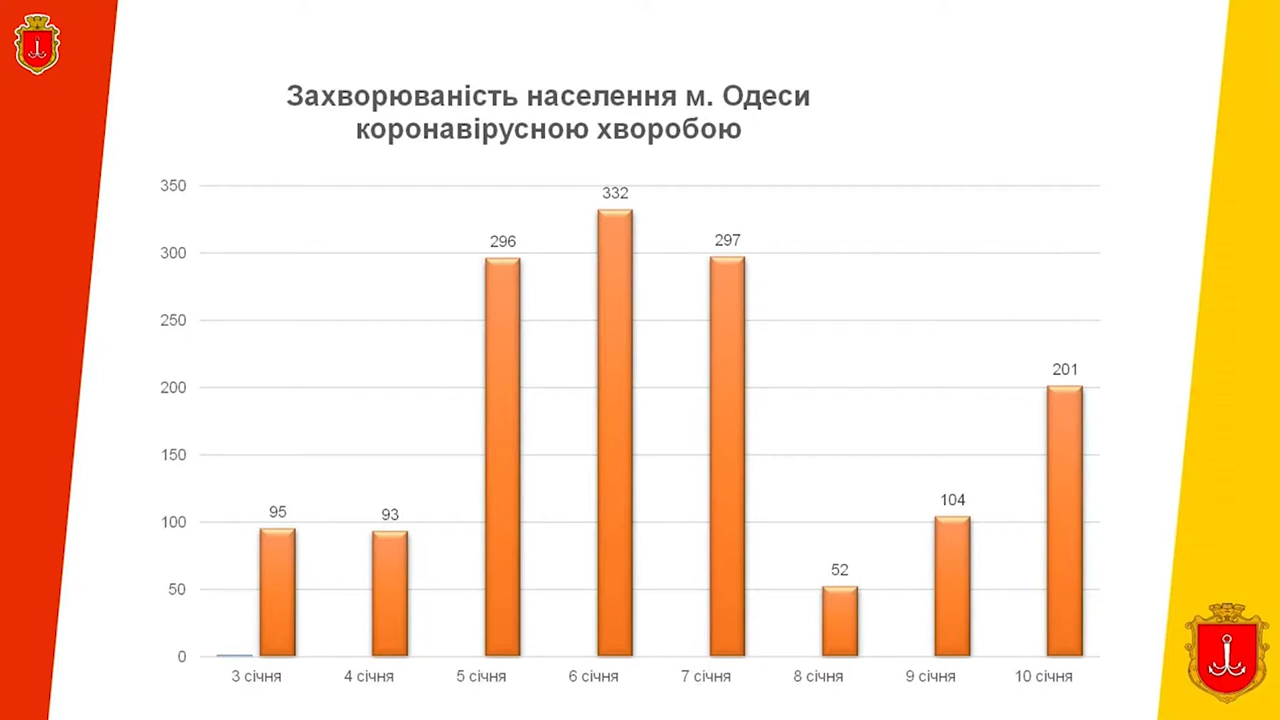 Захворюваність населення м. Одеси
коронавірусною хворобою
350
300
250
200
150
100
50
0
95
93
296
332
297
52
104
201
3 січня
4 січня
5 січня
6 січня
7 січня
8 січня
9 січня
10 січня